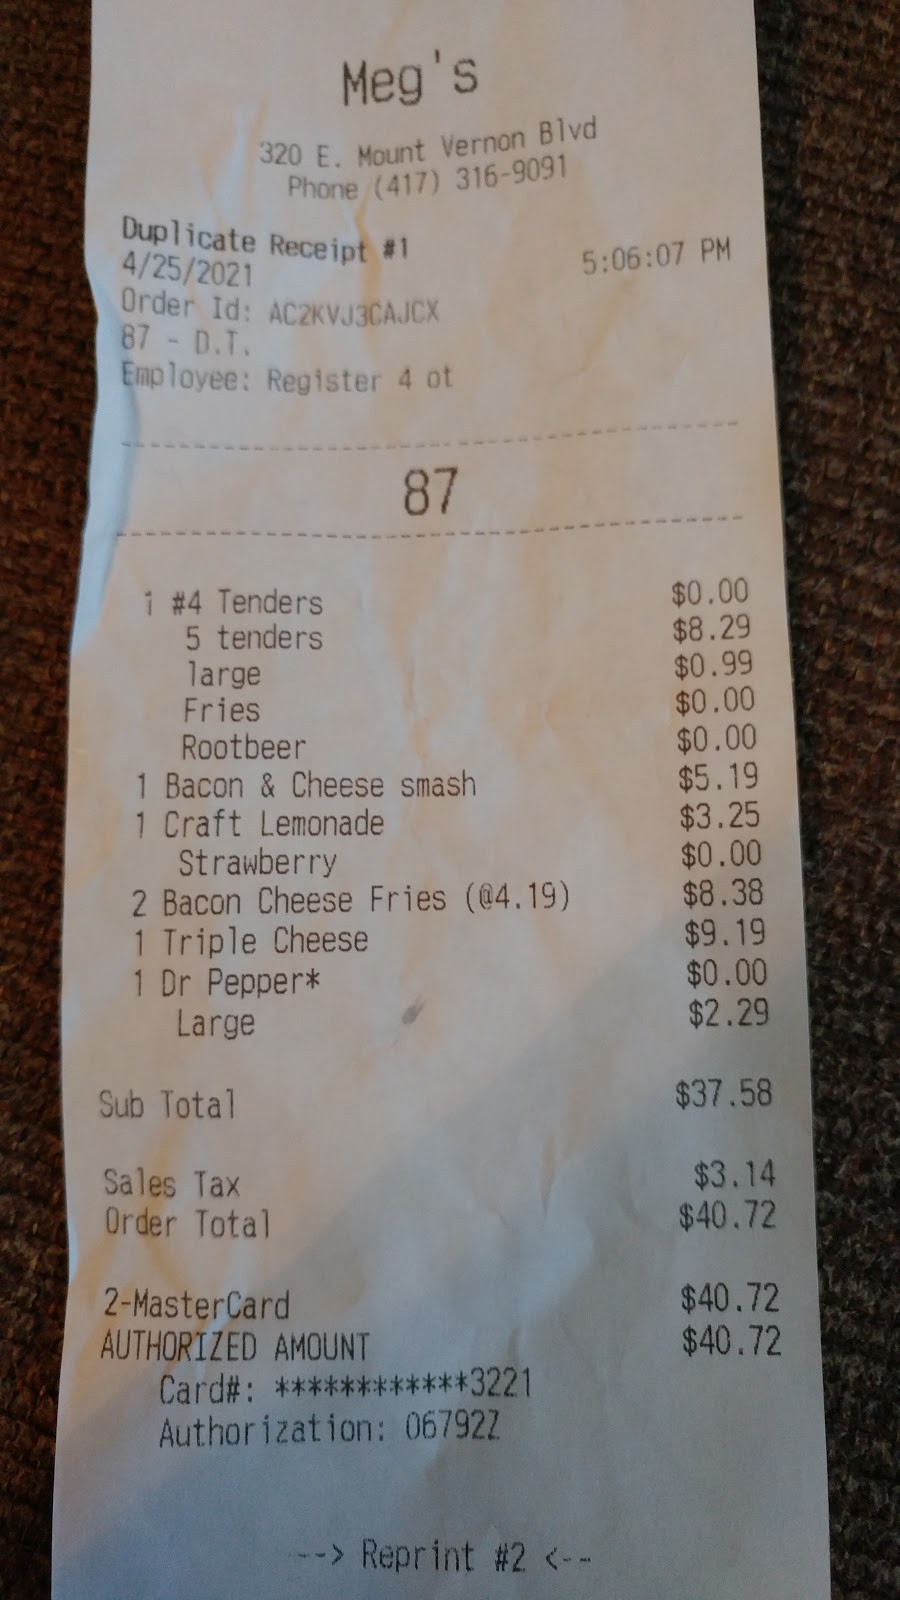 Meg's
320 E. Mount Vernon Blvd
Phone (417) 316-9091
Duplicate Receipt #1
4/25/2021 5:06:07 PM
Order Id: AC2KVJ3CAJCX
87 - D.T.
Employee: Register 4 ot
87
1 #4 Tenders $0.00
5 tenders $8.29
large $0.99
Fries $0.00
Rootbeer $0.00
1 Bacon & Cheese smash $5.19
1 Craft Lemonade $3.25
Strawberry $0.00
2 Bacon Cheese Fries (@4.19) $8.38
1 Triple Cheese $9.19
1 Dr Pepper* $0.00
Large $2.29
Sub Total $37.58
Sales Tax $3.14
Order Total $40.72
2-MasterCard $40.72
AUTHORIZED AMOUNT $40.72
Card#: ************3221
Authorization: 06792Z
--> Reprint #2 <--